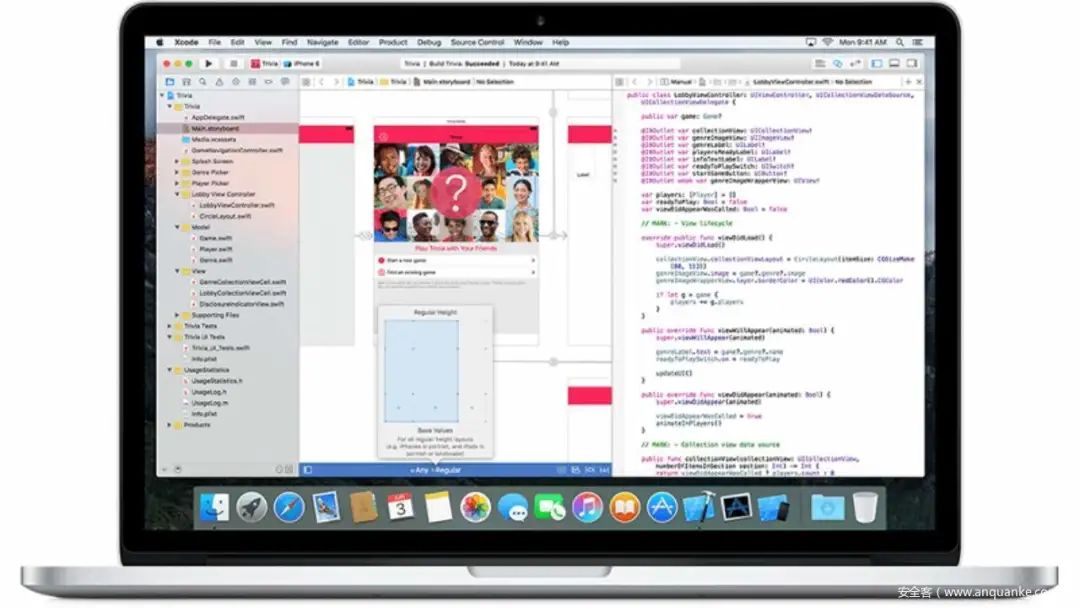 Xcode File Edit View Find Navigate Editor Product Debug Source Control Window Help
Mon 9:41 AM
Trivia iPhone 6
Trivia | Build Trivia: Succeeded | Today at 9:41 AM
Trivia Trivia Main.storyboard No Selection
Manual LobbyViewController.swift No Selection
Trivia
Trivia
AppDelegate.swift
Main.storyboard
Media.xcassets
GameNavigationController.swift
Splash Screen
Genre Picker
Player Picker
Lobby View Controller
LobbyViewController.swift
CircleLayout.swift
Model
Game.swift
Player.swift
Genre.swift
View
GenreCollectionViewCell.swift
LobbyCollectionViewCell.swift
DisclosureIndicatorView.swift
Supporting Files
Trivia Tests
Trivia UI Tests
Trivia_UI_Tests.swift
Info.plist
UsageStatistics
UsageStatistics.h
UsageLog.h
UsageLog.m
Info.plist
Products
Trivia
?
Play Trivia with Your Friends
Start a new game
Find an existing game
Label
Regular Height
Base Values
For all regular height layouts
(e.g. iPhones in portrait, and iPads in
portrait or landscape)
wAny hRegular
public class LobbyViewController: UIViewController, UICollectionViewDataSource,
UICollectionViewDelegate {
public var game: Game?
@IBOutlet var collectionView: UICollectionView!
@IBOutlet var genreImageView: UIImageView!
@IBOutlet var genreLabel: UILabel!
@IBOutlet var playersReadyLabel: UILabel!
@IBOutlet var infoTextLabel: UILabel!
@IBOutlet var readyToPlaySwitch: UISwitch!
@IBOutlet var startGameButton: UIButton!
@IBOutlet weak var genreImageWrapperView: UIView!
var players: [Player] = []
var readyToPlay: Bool = false
var viewDidAppearWasCalled: Bool = false
// MARK: - View lifecycle
override public func viewDidLoad() {
super.viewDidLoad()
collectionView.collectionViewLayout = CircleLayout(itemSize: CGSizeMake
genreImageView.image = game?.genre?.image
genreImageWrapperView.layer.borderColor = UIColor.redColor().CGColor
if let g = game {
players += g.players
}
}
public override func viewWillAppear(animated: Bool) {
super.viewWillAppear(animated)
genreLabel.text = game?.genre?.name
readyToPlaySwitch.on = readyToPlay
updateUI()
}
public override func viewDidAppear(animated: Bool) {
super.viewDidAppear(animated)
viewDidAppearWasCalled = true
animateInPlayers()
}
// MARK: - Collection view data source
public func collectionView(collectionView: UICollectionView,
numberOfItemsInSection section: Int) -> Int {
return viewDidAppearWasCalled ? players.count : 0
3
安全客（www.anquanke.co